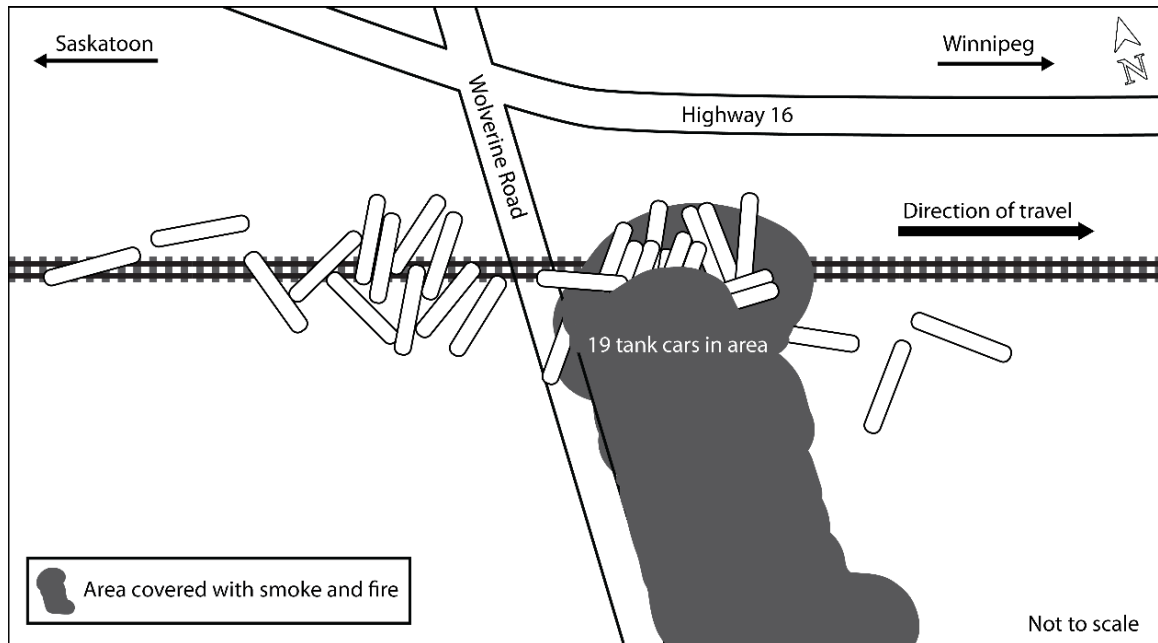 Saskatoon
Winnipeg
N
Wolverine Road
Highway 16
Direction of travel
19 tank cars in area
Area covered with smoke and fire
Not to scale